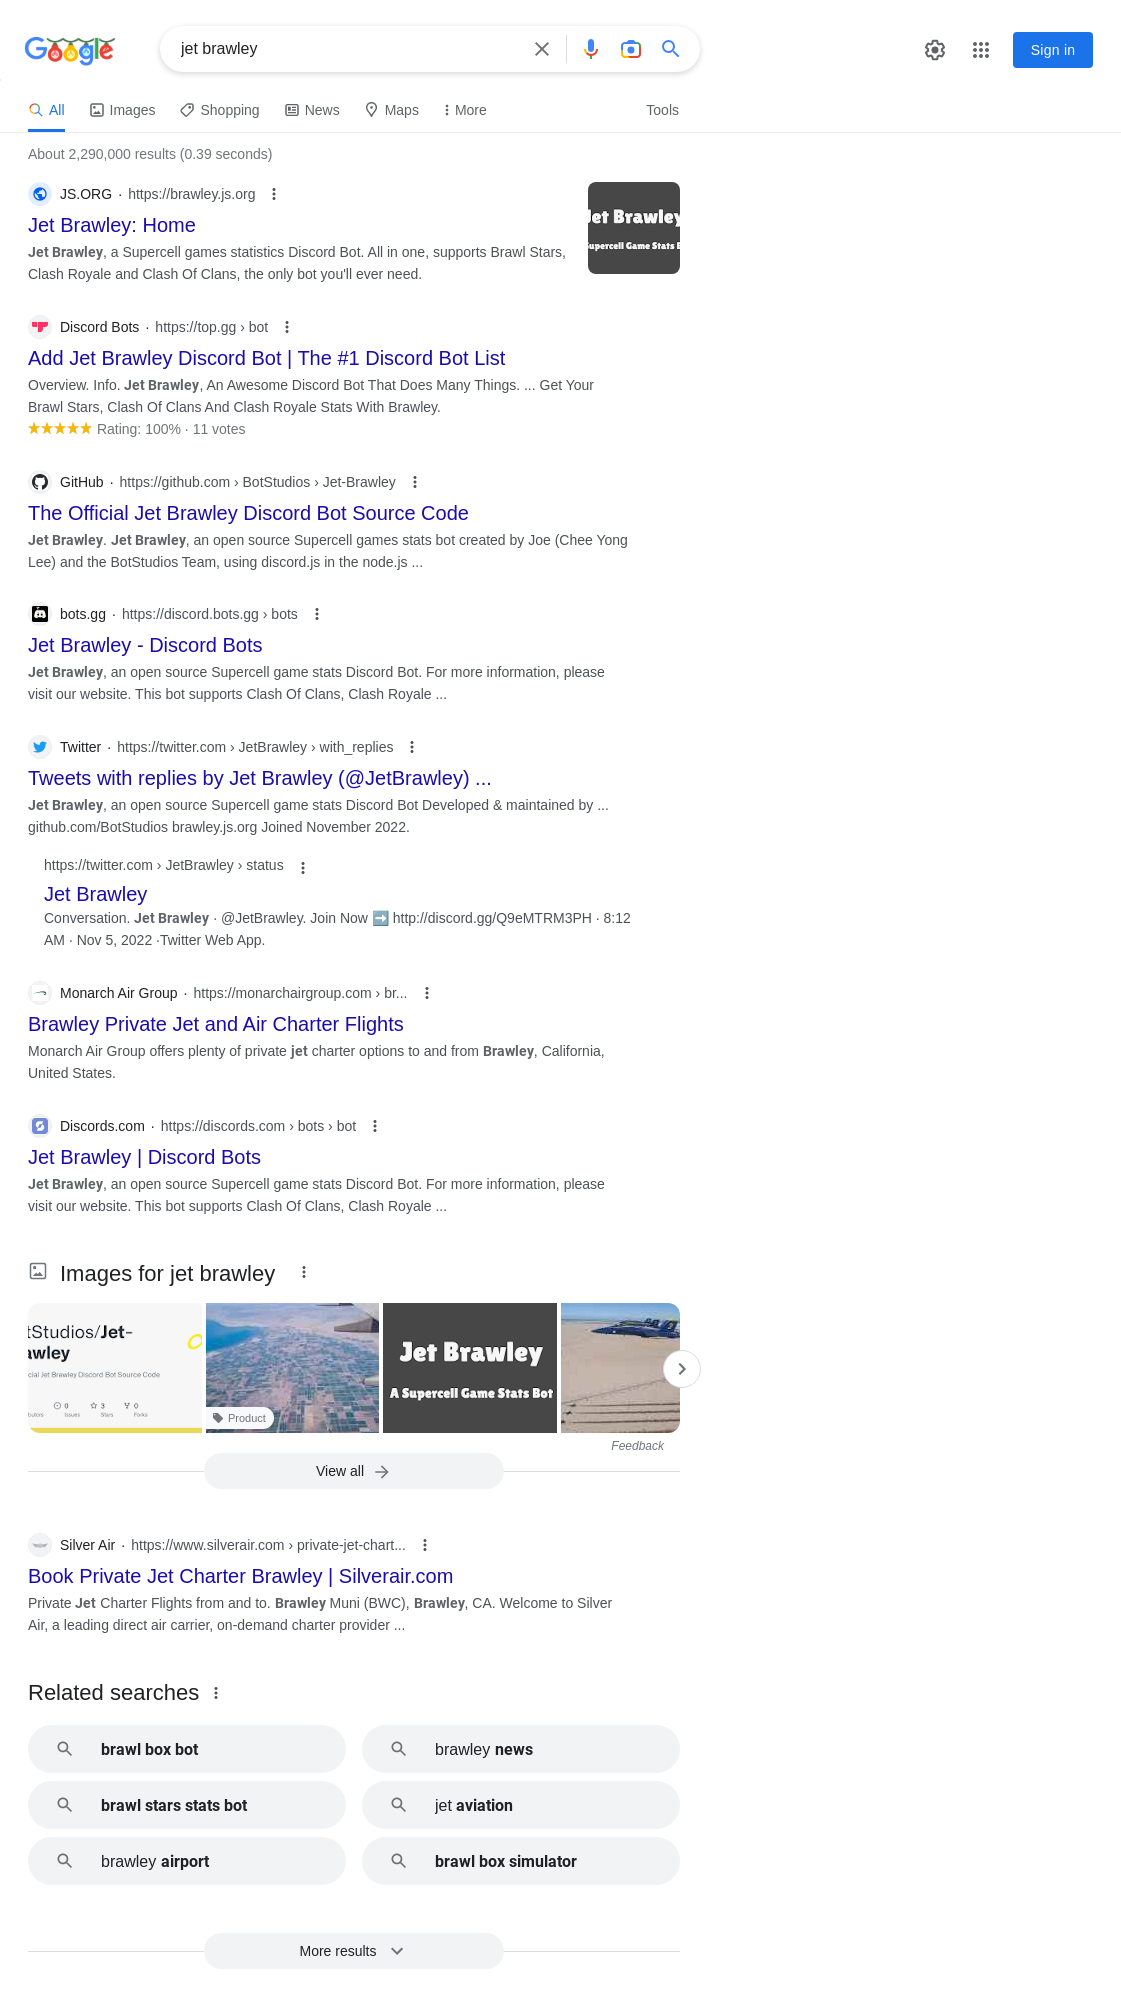 Google
jet brawley
Sign in
All
Images
Shopping
News
Maps
More
Tools
About 2,290,000 results (0.39 seconds)
JS.ORG · https://brawley.js.org
Jet Brawley: Home
Jet Brawley, a Supercell games statistics Discord Bot. All in one, supports Brawl Stars,
Clash Royale and Clash Of Clans, the only bot you'll ever need.
Jet Brawley
Supercell Game Stats B
Discord Bots · https://top.gg › bot
Add Jet Brawley Discord Bot | The #1 Discord Bot List
Overview. Info. Jet Brawley, An Awesome Discord Bot That Does Many Things. ... Get Your
Brawl Stars, Clash Of Clans And Clash Royale Stats With Brawley.
Rating: 100% · 11 votes
GitHub · https://github.com › BotStudios › Jet-Brawley
The Official Jet Brawley Discord Bot Source Code
Jet Brawley. Jet Brawley, an open source Supercell games stats bot created by Joe (Chee Yong
Lee) and the BotStudios Team, using discord.js in the node.js ...
bots.gg · https://discord.bots.gg › bots
Jet Brawley - Discord Bots
Jet Brawley, an open source Supercell game stats Discord Bot. For more information, please
visit our website. This bot supports Clash Of Clans, Clash Royale ...
Twitter · https://twitter.com › JetBrawley › with_replies
Tweets with replies by Jet Brawley (@JetBrawley) ...
Jet Brawley, an open source Supercell game stats Discord Bot Developed & maintained by ...
github.com/BotStudios brawley.js.org Joined November 2022.
https://twitter.com › JetBrawley › status
Jet Brawley
Conversation. Jet Brawley · @JetBrawley. Join Now ➡️ http://discord.gg/Q9eMTRM3PH · 8:12
AM · Nov 5, 2022 ·Twitter Web App.
Monarch Air Group · https://monarchairgroup.com › br...
Brawley Private Jet and Air Charter Flights
Monarch Air Group offers plenty of private jet charter options to and from Brawley, California,
United States.
Discords.com · https://discords.com › bots › bot
Jet Brawley | Discord Bots
Jet Brawley, an open source Supercell game stats Discord Bot. For more information, please
visit our website. This bot supports Clash Of Clans, Clash Royale ...
Images for jet brawley
tStudios/Jet-
awley
cial Jet Brawley Discord Bot Source Code
0 3 0
butors Issues Stars Forks
Product
Jet Brawley
A Supercell Game Stats Bot
Feedback
View all
Silver Air · https://www.silverair.com › private-jet-chart...
Book Private Jet Charter Brawley | Silverair.com
Private Jet Charter Flights from and to. Brawley Muni (BWC), Brawley, CA. Welcome to Silver
Air, a leading direct air carrier, on-demand charter provider ...
Related searches
brawl box bot
brawley news
brawl stars stats bot
jet aviation
brawley airport
brawl box simulator
More results